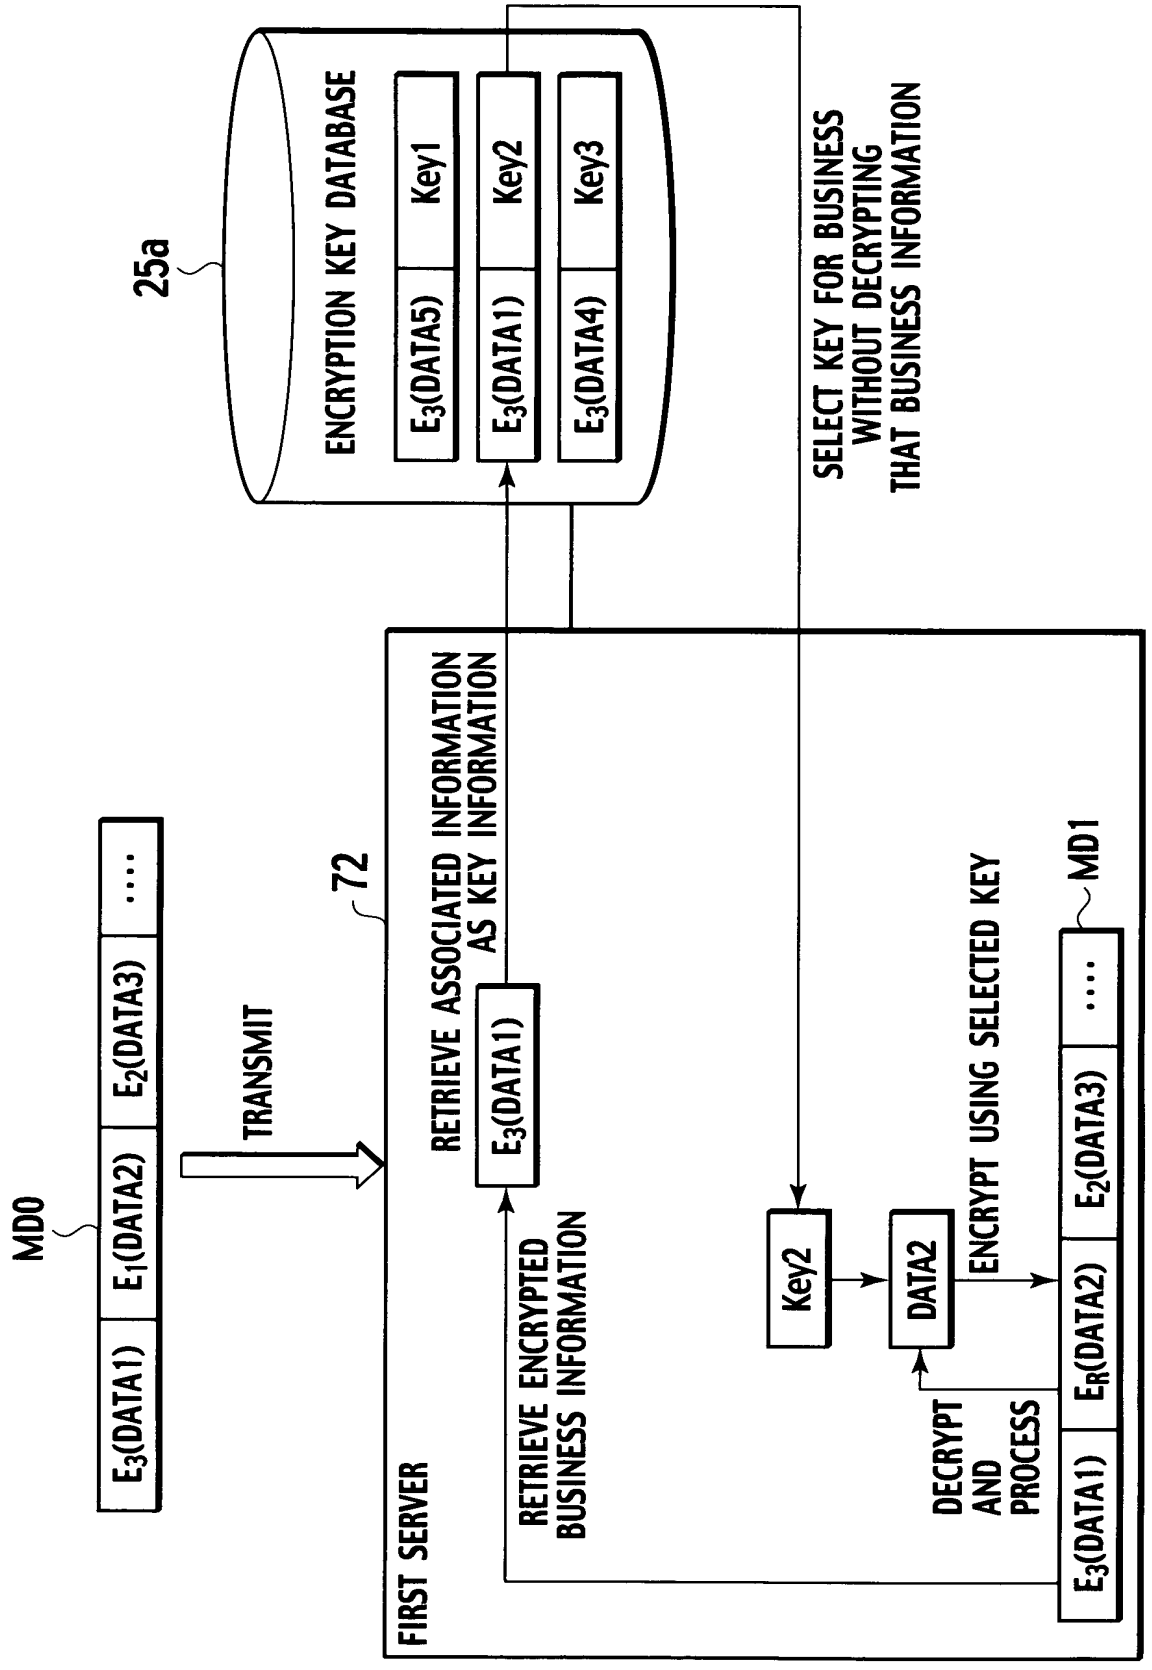 MD0
E3(DATA1) E1(DATA2) E2(DATA3) ....
TRANSMIT
72
FIRST SERVER
RETRIEVE ENCRYPTED
BUSINESS INFORMATION
E3(DATA1)
RETRIEVE ASSOCIATED INFORMATION
AS KEY INFORMATION
25a
ENCRYPTION KEY DATABASE
E3(DATA5) Key1
E3(DATA1) Key2
E3(DATA4) Key3
SELECT KEY FOR BUSINESS
WITHOUT DECRYPTING
THAT BUSINESS INFORMATION
Key2
DATA2
DECRYPT
AND
PROCESS
ENCRYPT USING SELECTED KEY
MD1
E3(DATA1) ER(DATA2) E2(DATA3) ....